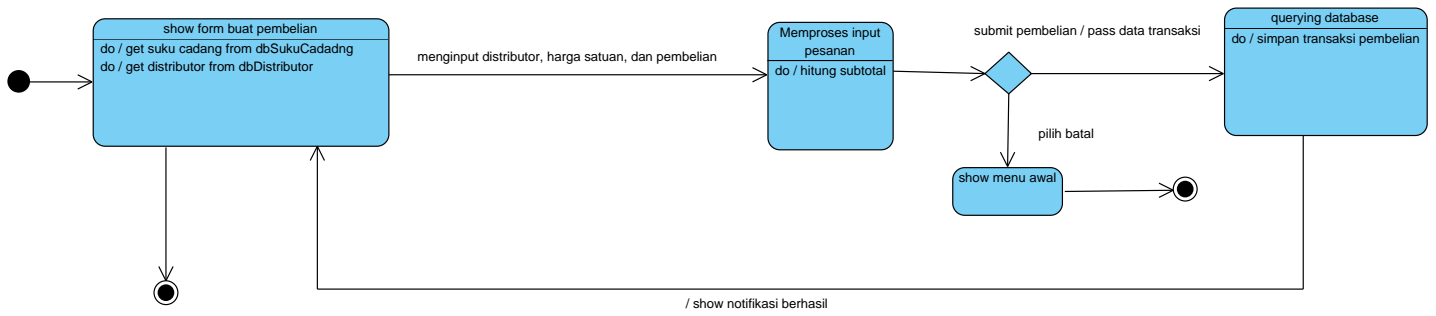 show form buat pembelian
do / get suku cadang from dbSukuCadadng
do / get distributor from dbDistributor
menginput distributor, harga satuan, dan pembelian
Memproses input
pesanan
do / hitung subtotal
submit pembelian / pass data transaksi
querying database
do / simpan transaksi pembelian
pilih batal
show menu awal
/ show notifikasi berhasil